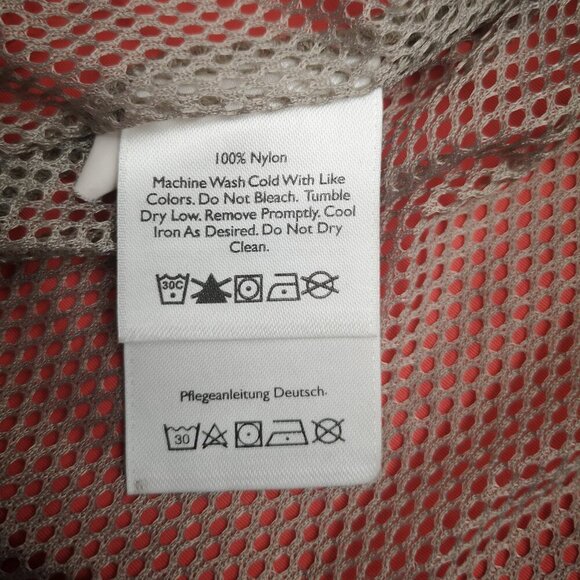 100% Nylon
Machine Wash Cold With Like
Colors. Do Not Bleach. Tumble
Dry Low. Remove Promptly. Cool
Iron As Desired. Do Not Dry
Clean.
30C
Pflegeanleitung Deutsch.
30